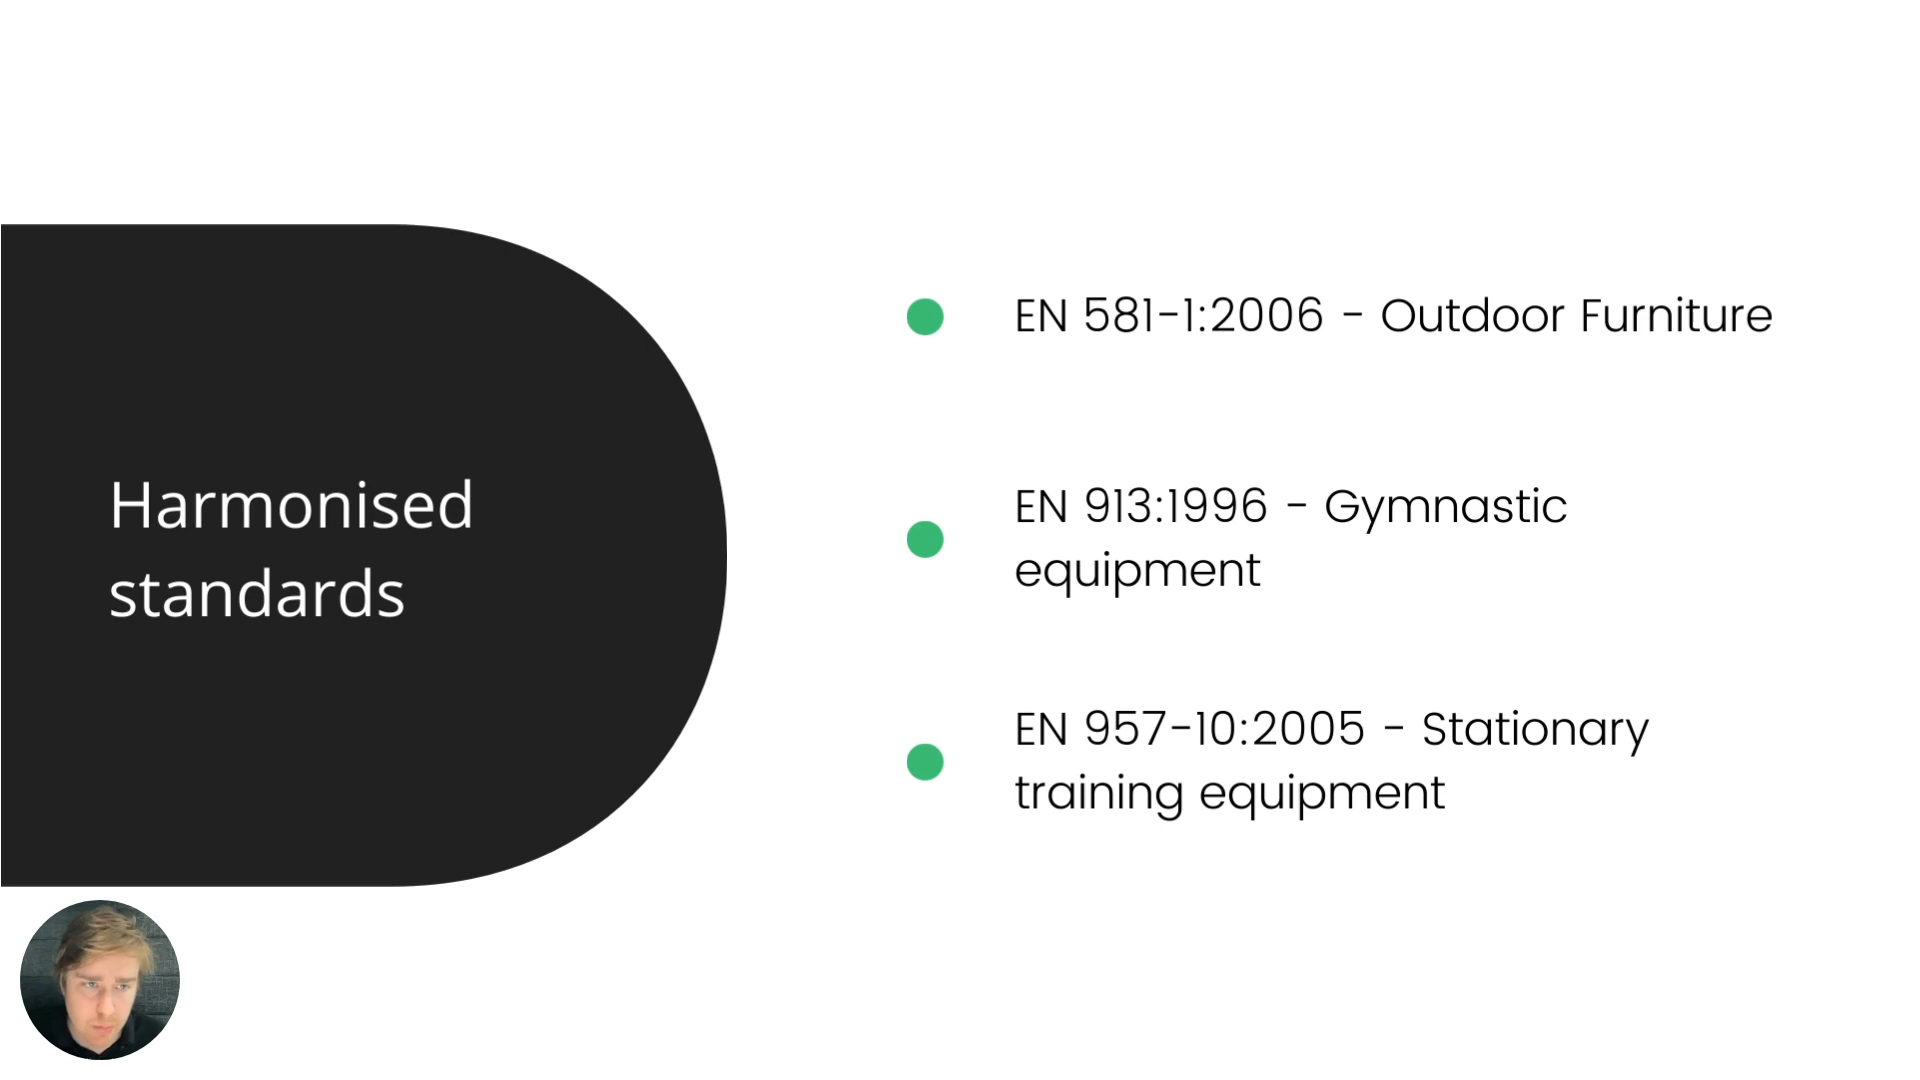 Harmonised
standards
EN 581-1:2006 - Outdoor Furniture
EN 913:1996 - Gymnastic
equipment
EN 957-10:2005 - Stationary
training equipment